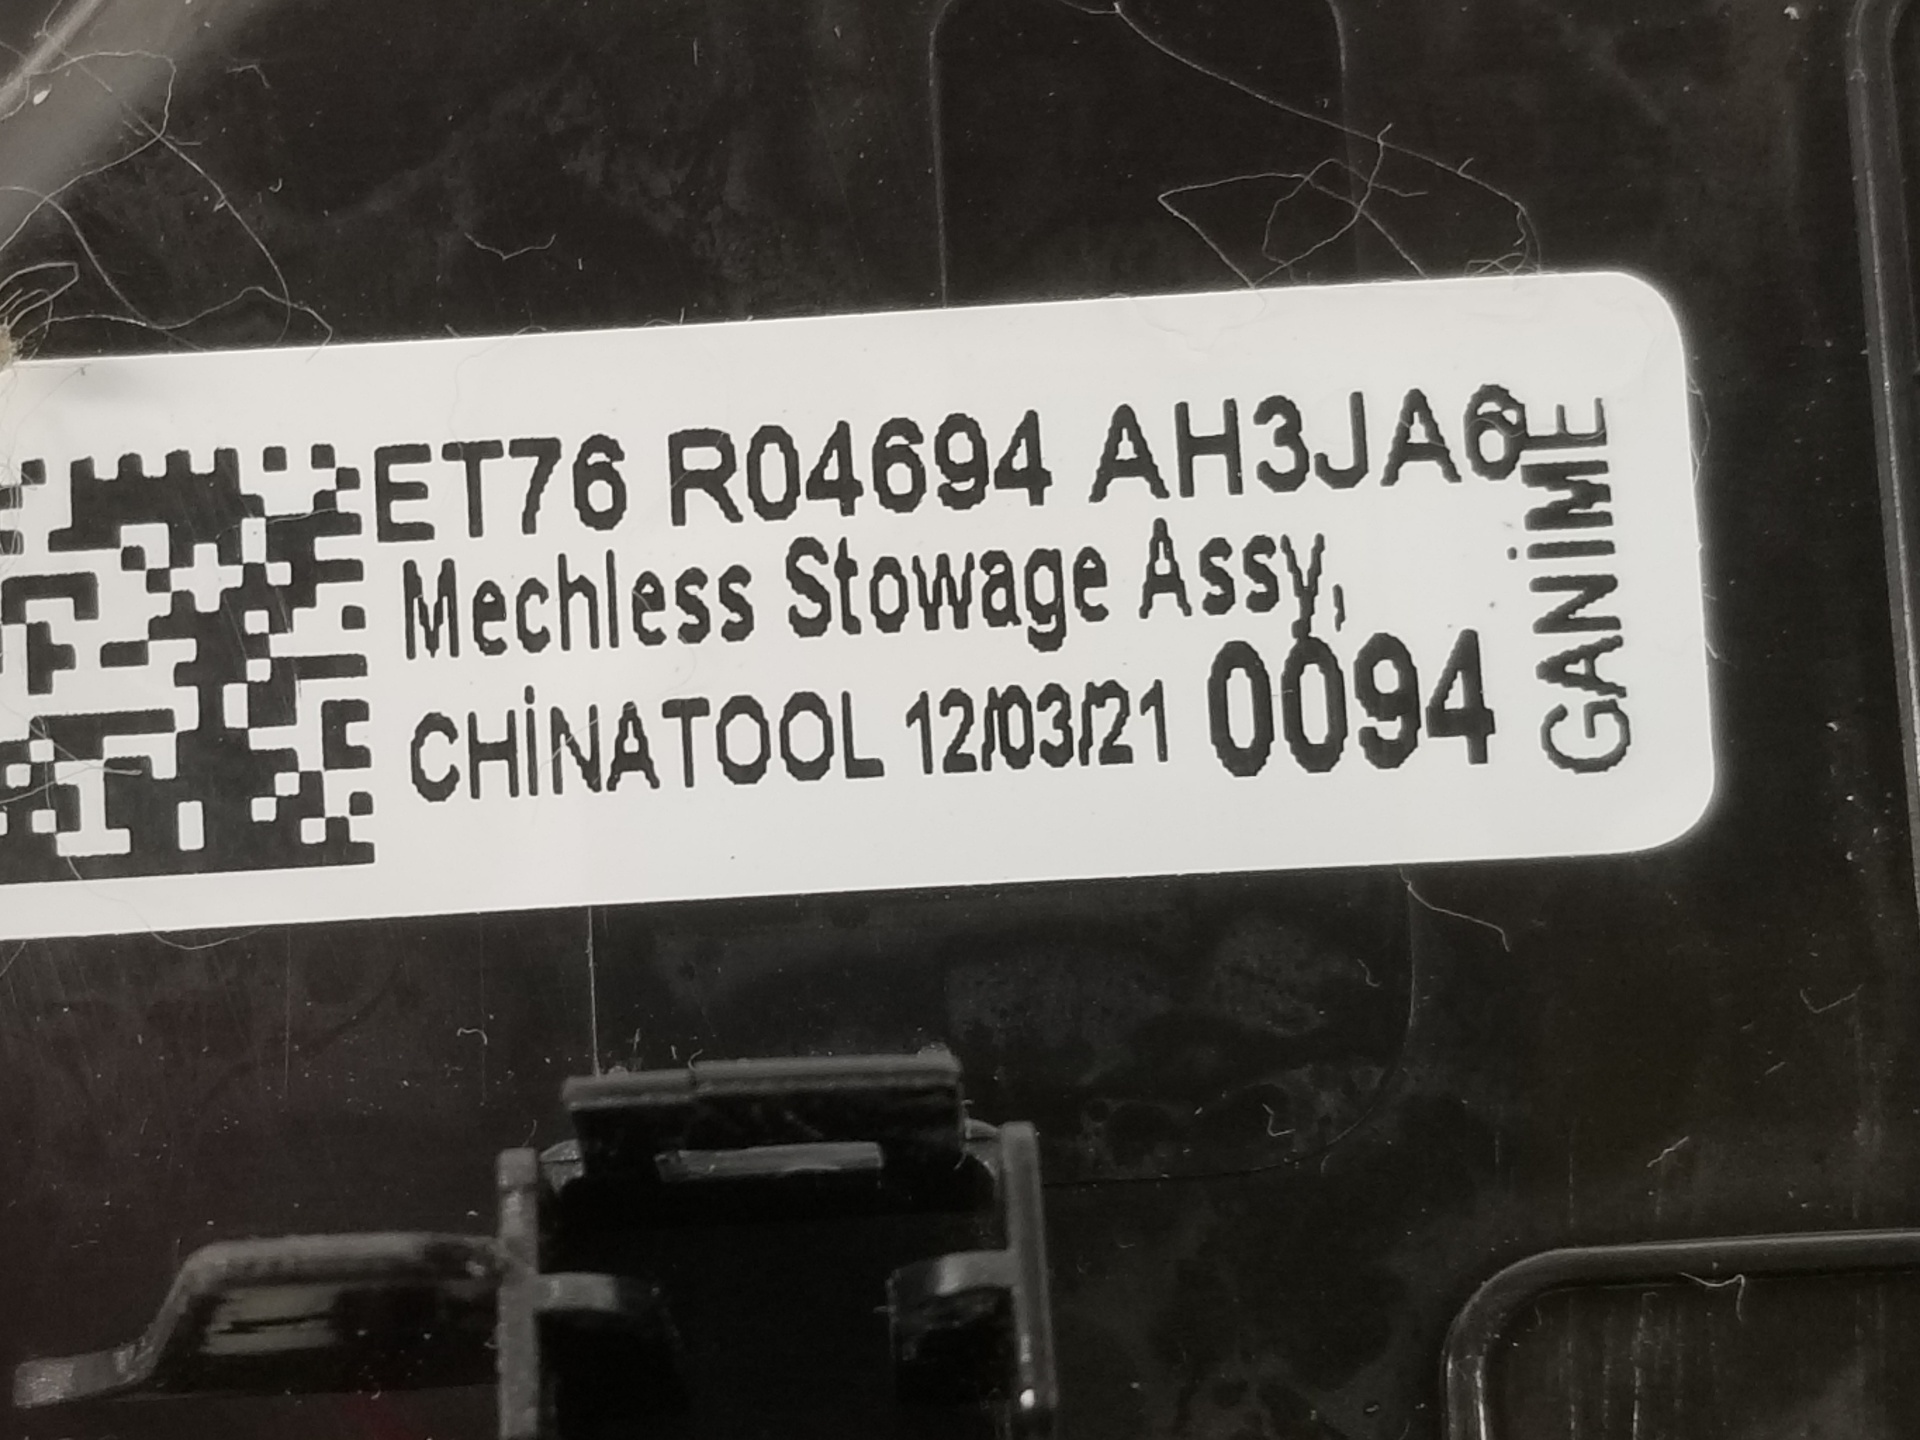 ET76 R04694 AH3JA6
Mechless Stowage Assy,
CHİNATOOL 12/03/21 0094
GANİME